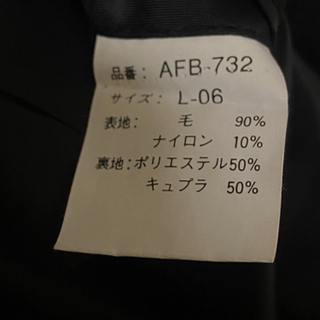 品番: AFB-732
サイズ: L-06
表地: 毛 90%
ナイロン 10%
裏地:ポリエステル50%
キュプラ 50%